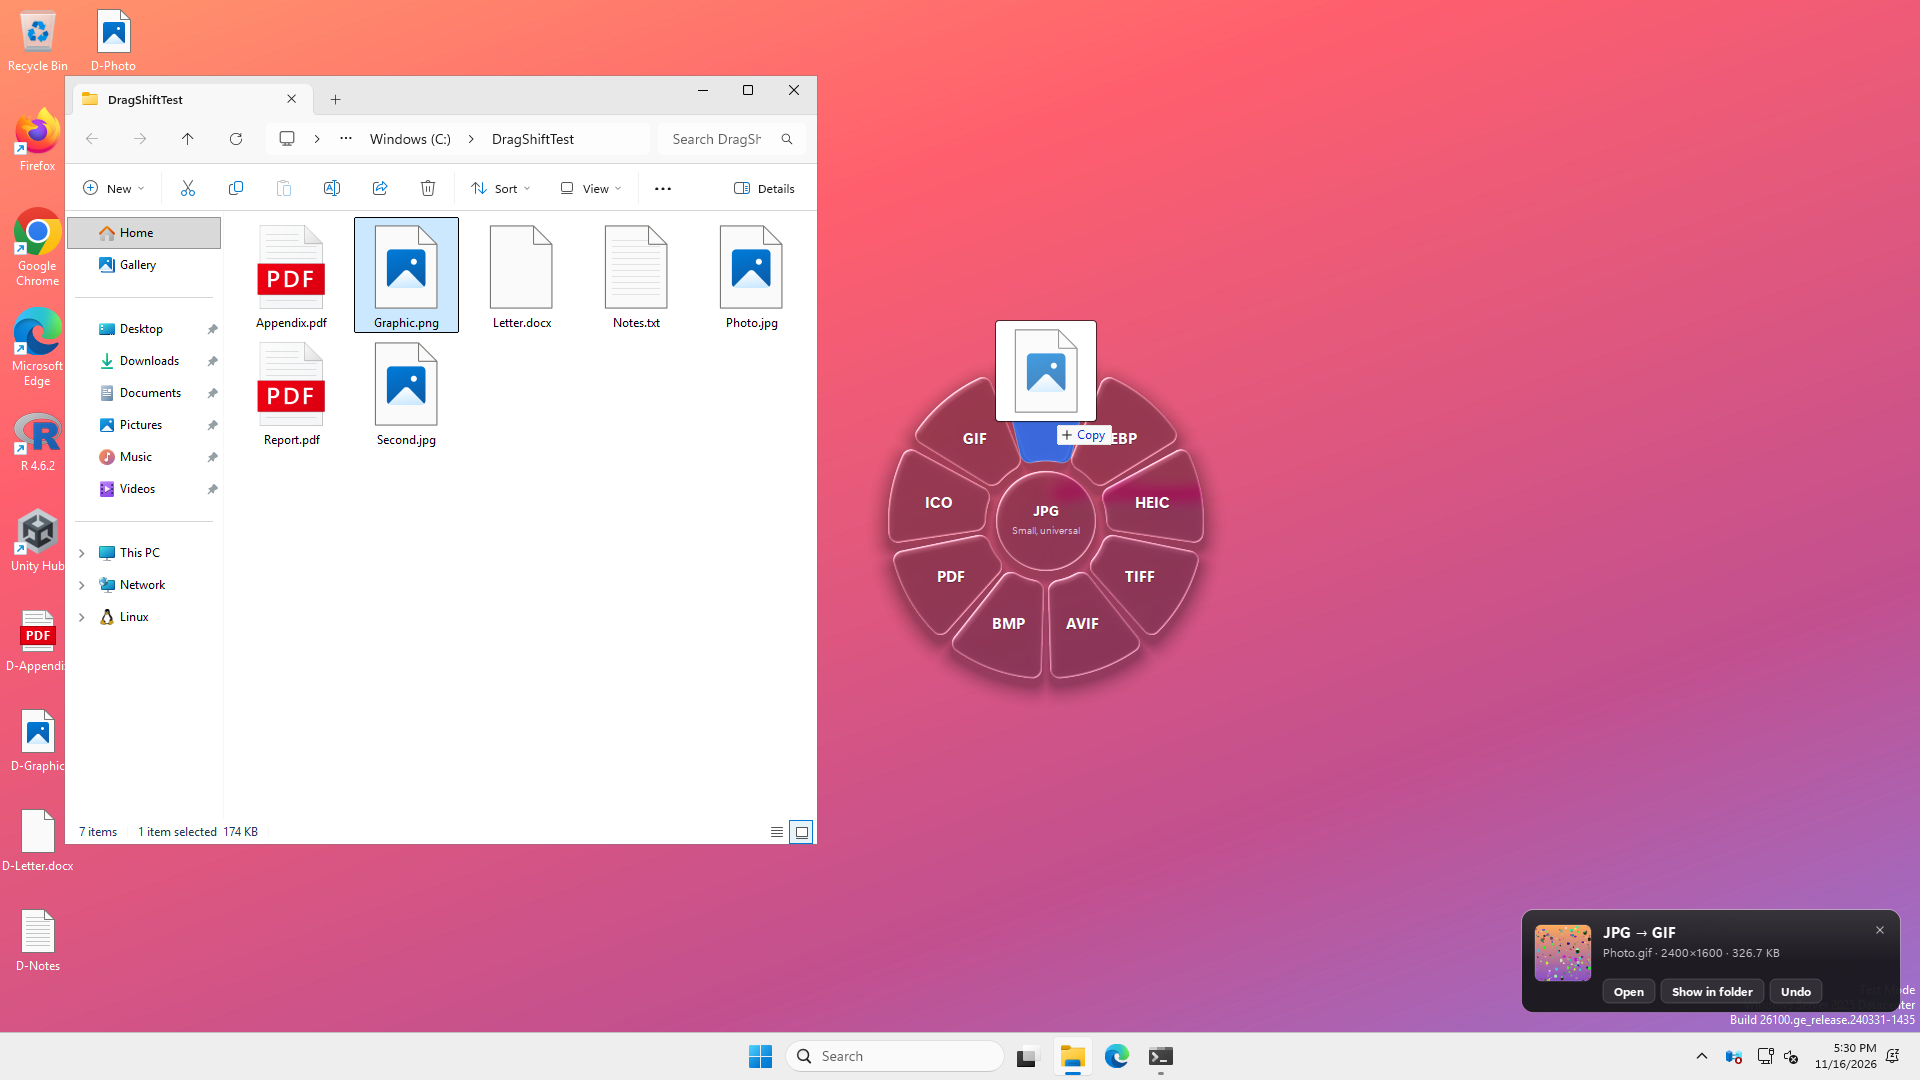 Recycle Bin
D-Photo
Firefox
Google
Chrome
Microsoft
Edge
R 4.6.2
Unity Hub
PDF
D-Appendix
D-Graphic
D-Letter.docx
D-Notes
DragShiftTest
Windows (C:)
DragShiftTest
Search DragSh
New
Sort
View
Details
Home
Gallery
Desktop
Downloads
Documents
Pictures
Music
Videos
This PC
Network
Linux
PDF
Appendix.pdf
Graphic.png
Letter.docx
Notes.txt
Photo.jpg
PDF
Report.pdf
Second.jpg
7 items
1 item selected 174 KB
Copy
GIF
EBP
ICO
HEIC
JPG
Small, universal
PDF
TIFF
BMP
AVIF
JPG → GIF
Photo.gif · 2400×1600 · 326.7 KB
Open
Show in folder
Undo
Build 26100.ge_release.240331-1435
Search
5:30 PM
11/16/2026